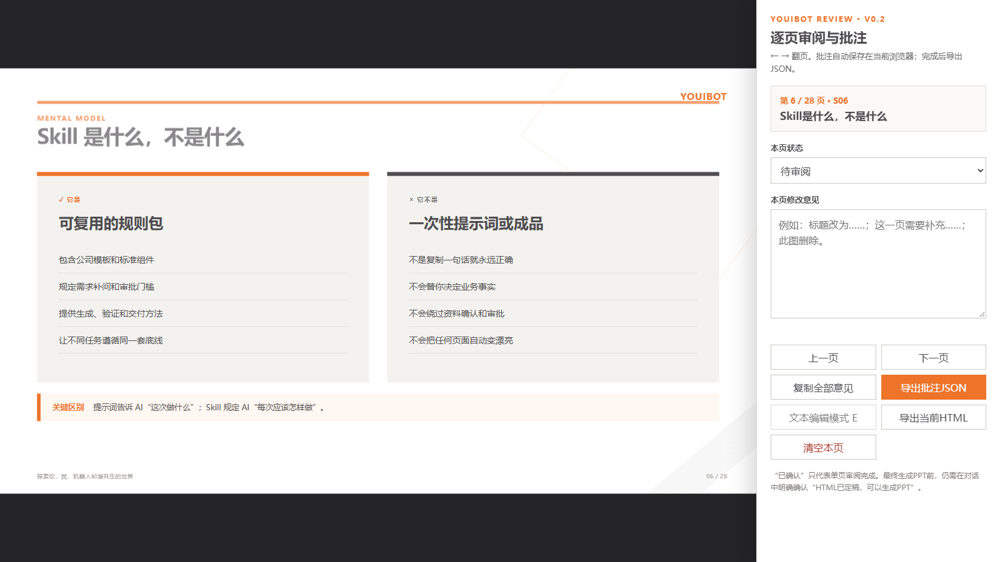 YOUIBOT
MENTAL MODEL
Skill 是什么，不是什么
✓ 它是
可复用的规则包
包含公司模板和标准组件
规定需求补问和审批门槛
提供生成、验证和交付方法
让不同任务遵循同一套底线
× 它不是
一次性提示词或成品
不是复制一句话就永远正确
不会替你决定业务事实
不会绕过资料确认和审批
不会把任何页面自动变漂亮
关键区别 提示词告诉 AI“这次做什么”；Skill 规定 AI“每次应该怎样做”。
探索你、我、机器人和谐共生的世界
06 / 28
YOUIBOT REVIEW • V0.2
逐页审阅与批注
← → 翻页。批注自动保存在当前浏览器；完成后导出
JSON。
第 6 / 28 页 • S06
Skill是什么，不是什么
本页状态
待审阅
本页修改意见
例如：标题改为……；这一页需要补充……；
此图删除。
上一页
下一页
复制全部意见
导出批注JSON
文本编辑模式 E
导出当前HTML
清空本页
“已确认”只代表单页审阅完成。最终生成PPT前，仍需在对话
中明确确认“HTML已定稿，可以生成PPT”。